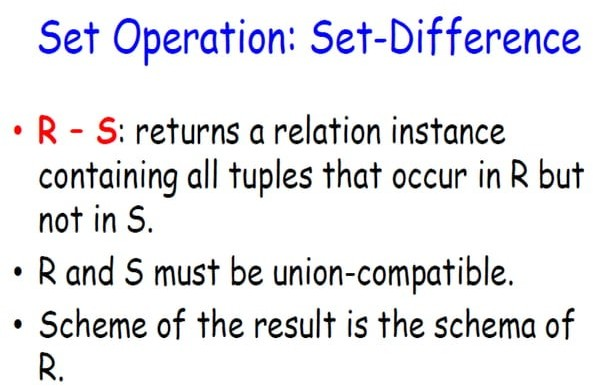 Set Operation: Set-Difference
• R - S: returns a relation instance
containing all tuples that occur in R but
not in S.
• R and S must be union-compatible.
• Scheme of the result is the schema of
R.